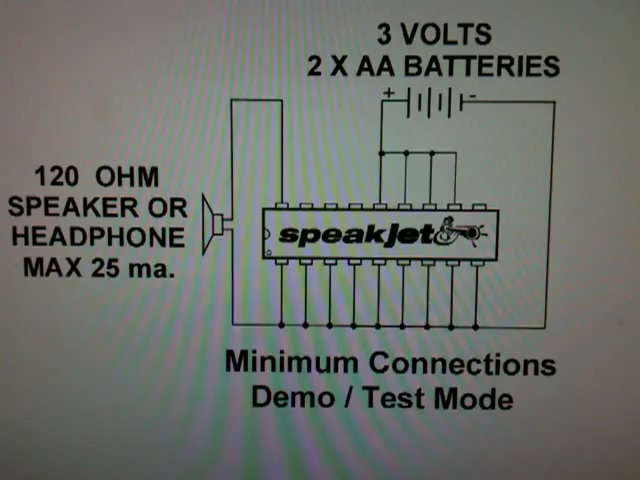 3 VOLTS
2 X AA BATTERIES
+ -
120 OHM
SPEAKER OR
HEADPHONE
MAX 25 ma.
speakjet
Minimum Connections
Demo / Test Mode